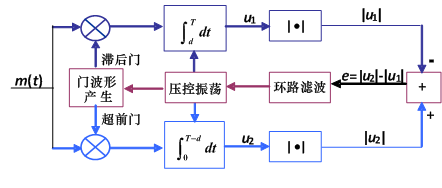 ∫_d^T dt
u₁
|•|
|u₁|
滞后门
-
m(t)
门波形
产 生
压控振荡
环路滤波
e=|u₂|-|u₁|
+
+
超前门
∫_0^{T-d} dt
u₂
|•|
|u₂|